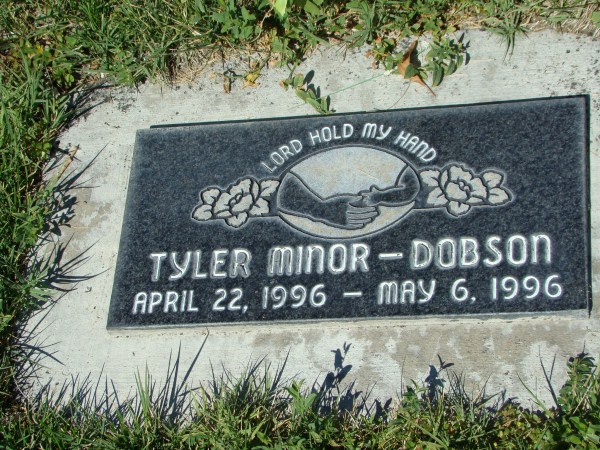 LORD HOLD MY HAND
TYLER MINOR – DOBSON
APRIL 22, 1996 – MAY 6, 1996